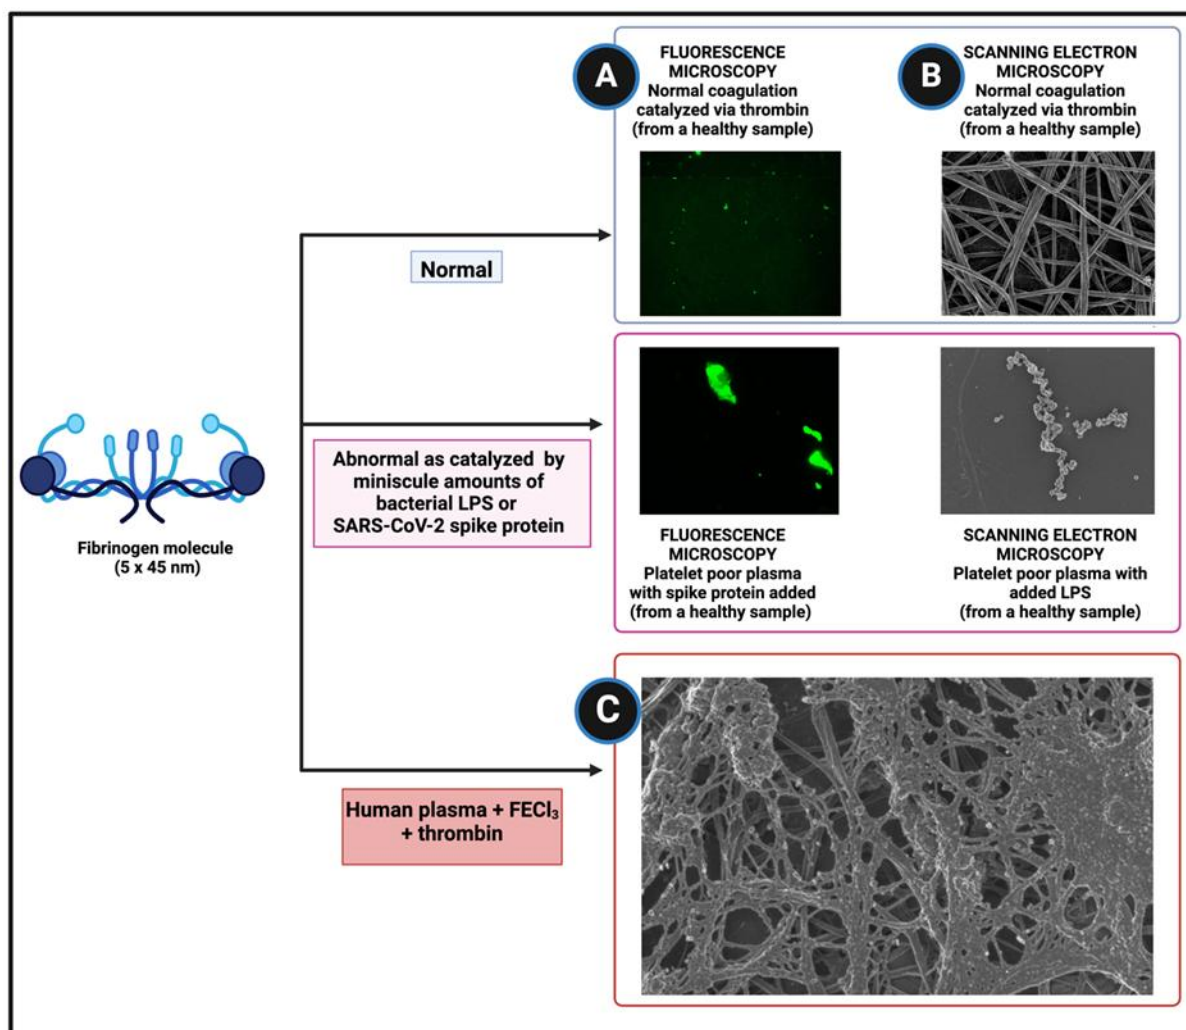 A
FLUORESCENCE
MICROSCOPY
Normal coagulation
catalyzed via thrombin
(from a healthy sample)
B
SCANNING ELECTRON
MICROSCOPY
Normal coagulation
catalyzed via thrombin
(from a healthy sample)
Normal
Abnormal as catalyzed by
miniscule amounts of
bacterial LPS or
SARS-CoV-2 spike protein
FLUORESCENCE
MICROSCOPY
Platelet poor plasma
with spike protein added
(from a healthy sample)
SCANNING ELECTRON
MICROSCOPY
Platelet poor plasma with
added LPS
(from a healthy sample)
Fibrinogen molecule
(5 x 45 nm)
C
Human plasma + FECl₃
+ thrombin